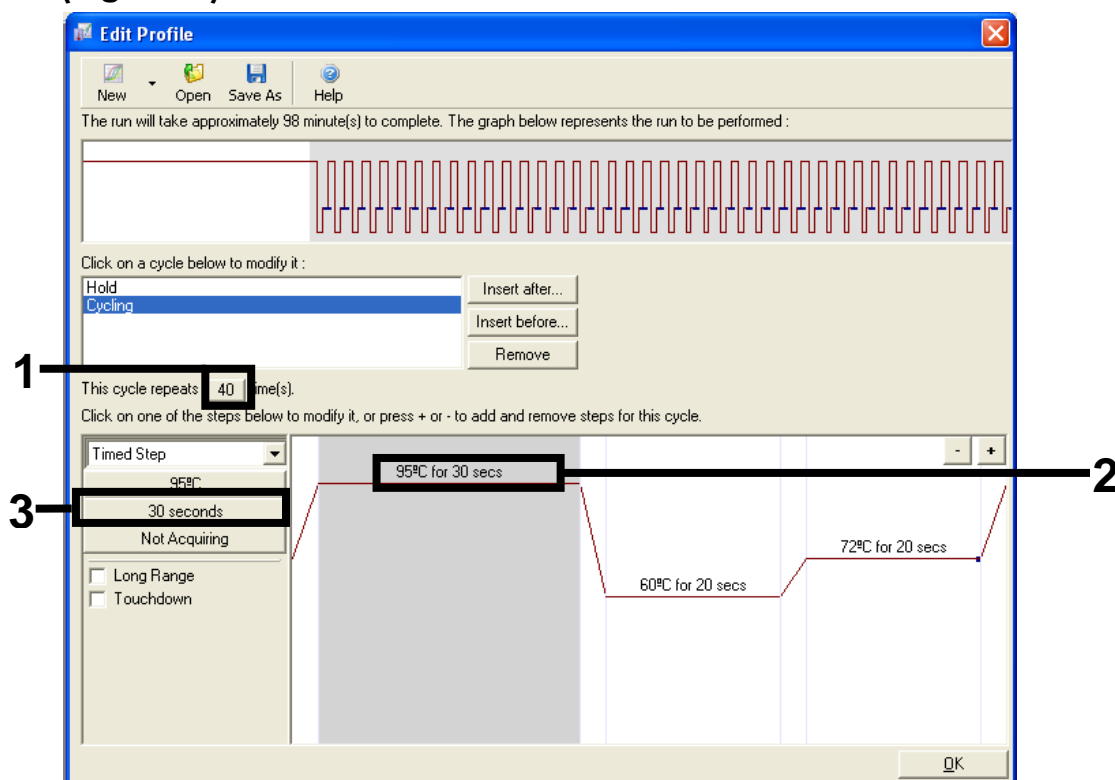 Edit Profile
New Open Save As Help
The run will take approximately 98 minute(s) to complete. The graph below represents the run to be performed :
Click on a cycle below to modify it :
Hold
Cycling
Insert after...
Insert before...
Remove
1
This cycle repeats 40 ime(s).
Click on one of the steps below to modify it, or press + or - to add and remove steps for this cycle.
Timed Step
- +
95ºC for 30 secs
2
95ºC
3
30 seconds
Not Acquiring
72ºC for 20 secs
Long Range
60ºC for 20 secs
Touchdown
OK